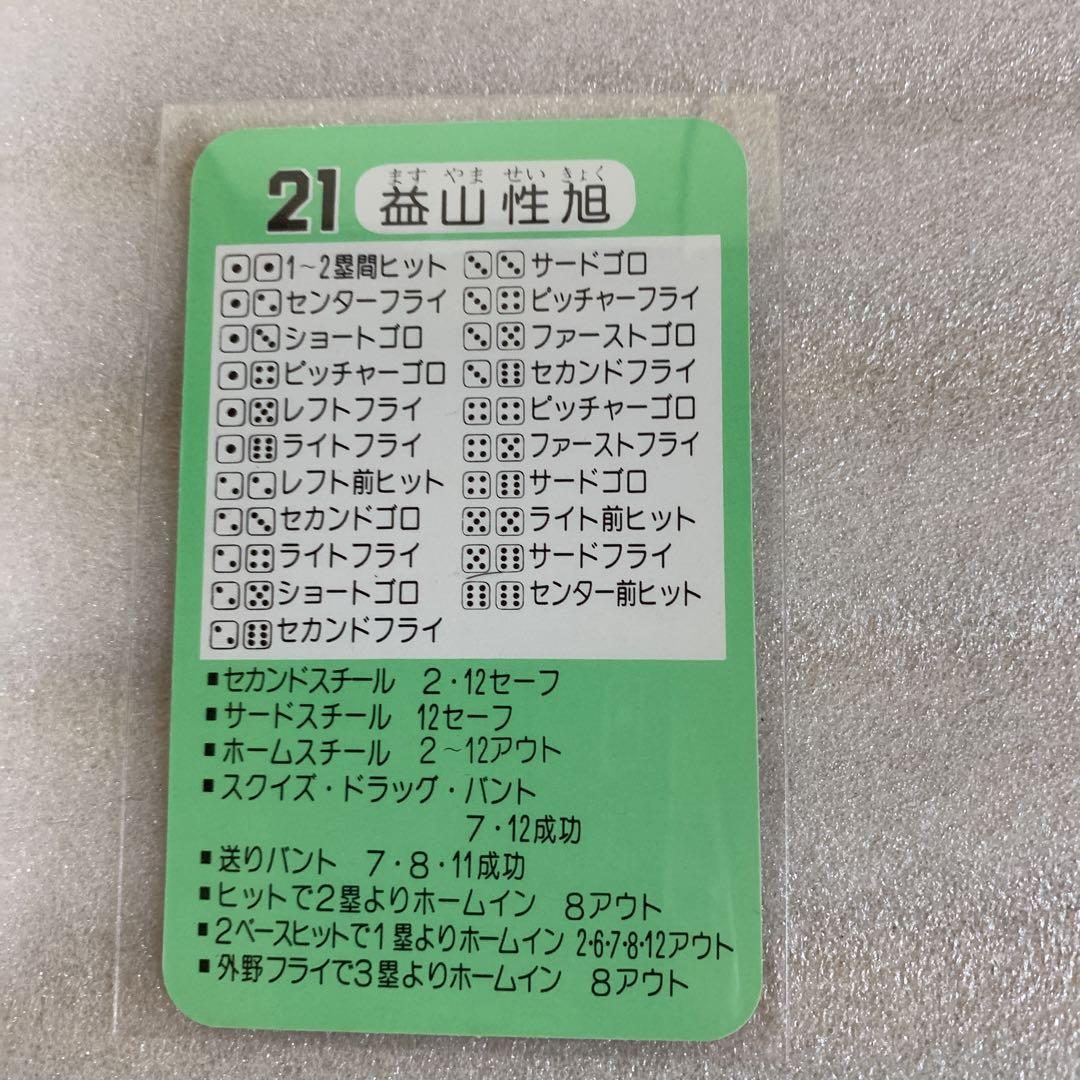 21 益山性旭
ます やま せい きょく
⚀⚀1～2塁間ヒット
⚀⚁センターフライ
⚀⚂ショートゴロ
⚀⚃ピッチャーゴロ
⚀⚄レフトフライ
⚀⚅ライトフライ
⚁⚁レフト前ヒット
⚁⚂セカンドゴロ
⚁⚃ライトフライ
⚁⚄ショートゴロ
⚁⚅セカンドフライ
⚂⚂サードゴロ
⚂⚃ピッチャーフライ
⚂⚄ファーストゴロ
⚂⚅セカンドフライ
⚃⚃ピッチャーゴロ
⚃⚄ファーストフライ
⚃⚅サードゴロ
⚄⚄ライト前ヒット
⚄⚅サードフライ
⚅⚅センター前ヒット
■セカンドスチール 2・12セーフ
■サードスチール 12セーフ
■ホームスチール 2～12アウト
■スクイズ・ドラッグ・バント
7・12成功
■送りバント 7・8・11成功
■ヒットで2塁よりホームイン 8アウト
■2ベースヒットで1塁よりホームイン 2・6・7・8・12アウト
■外野フライで3塁よりホームイン 8アウト